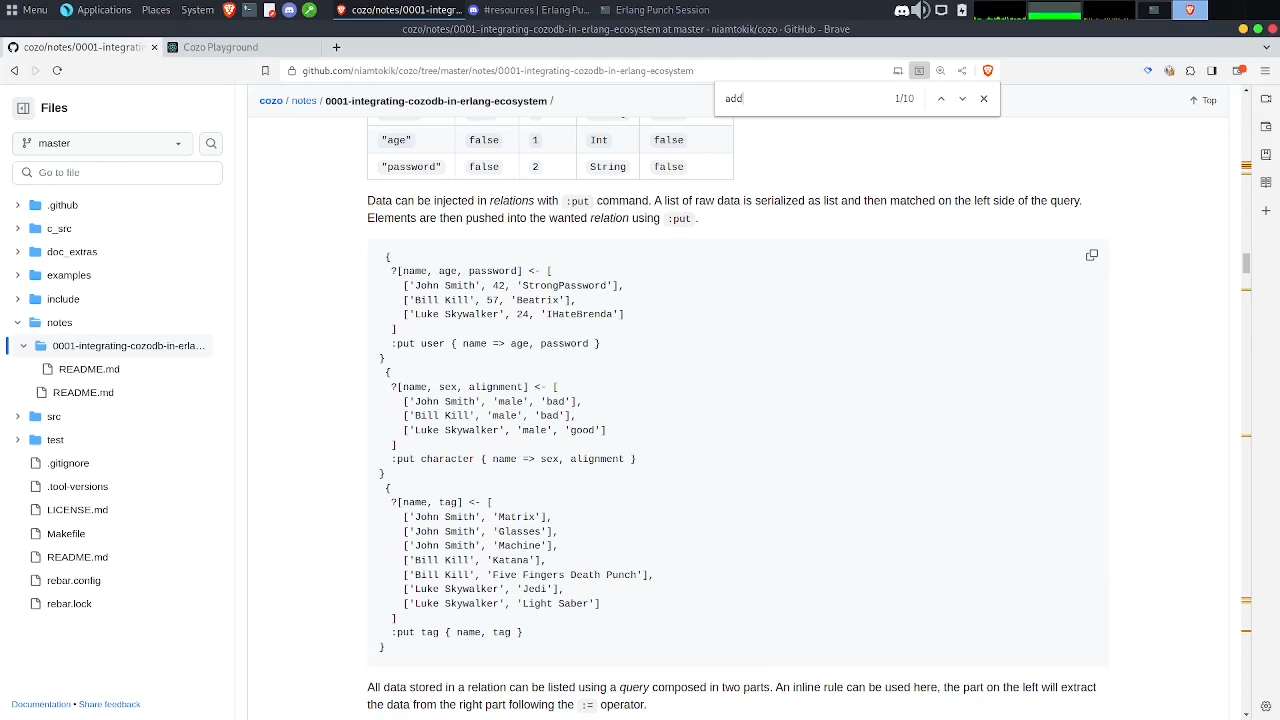 Menu Applications Places System cozo/notes/0001-integrating-... #resources | Erlang Pu... Erlang Punch Session
cozo/notes/0001-integrating-cozodb-in-erlang-ecosystem at master · niamtokik/cozo · GitHub - Brave
cozo/notes/0001-integratin Cozo Playground
github.com/niamtokik/cozo/tree/master/notes/0001-integrating-cozodb-in-erlang-ecosystem
add 1/10
Files
cozo / notes / 0001-integrating-cozodb-in-erlang-ecosystem /
Top
master
Go to file
.github
c_src
doc_extras
examples
include
notes
0001-integrating-cozodb-in-erla...
README.md
README.md
src
test
.gitignore
.tool-versions
LICENSE.md
Makefile
README.md
rebar.config
rebar.lock
Documentation • Share feedback
"age" false 1 Int false
"password" false 2 String false
Data can be injected in relations with :put command. A list of raw data is serialized as list and then matched on the left side of the query.
Elements are then pushed into the wanted relation using :put.
{
?[name, age, password] <- [
['John Smith', 42, 'StrongPassword'],
['Bill Kill', 57, 'Beatrix'],
['Luke Skywalker', 24, 'IHateBrenda']
]
:put user { name => age, password }
}
{
?[name, sex, alignment] <- [
['John Smith', 'male', 'bad'],
['Bill Kill', 'male', 'bad'],
['Luke Skywalker', 'male', 'good']
]
:put character { name => sex, alignment }
}
{
?[name, tag] <- [
['John Smith', 'Matrix'],
['John Smith', 'Glasses'],
['John Smith', 'Machine'],
['Bill Kill', 'Katana'],
['Bill Kill', 'Five Fingers Death Punch'],
['Luke Skywalker', 'Jedi'],
['Luke Skywalker', 'Light Saber']
]
:put tag { name, tag }
}
All data stored in a relation can be listed using a query composed in two parts. An inline rule can be used here, the part on the left will extract
the data from the right part following the := operator.